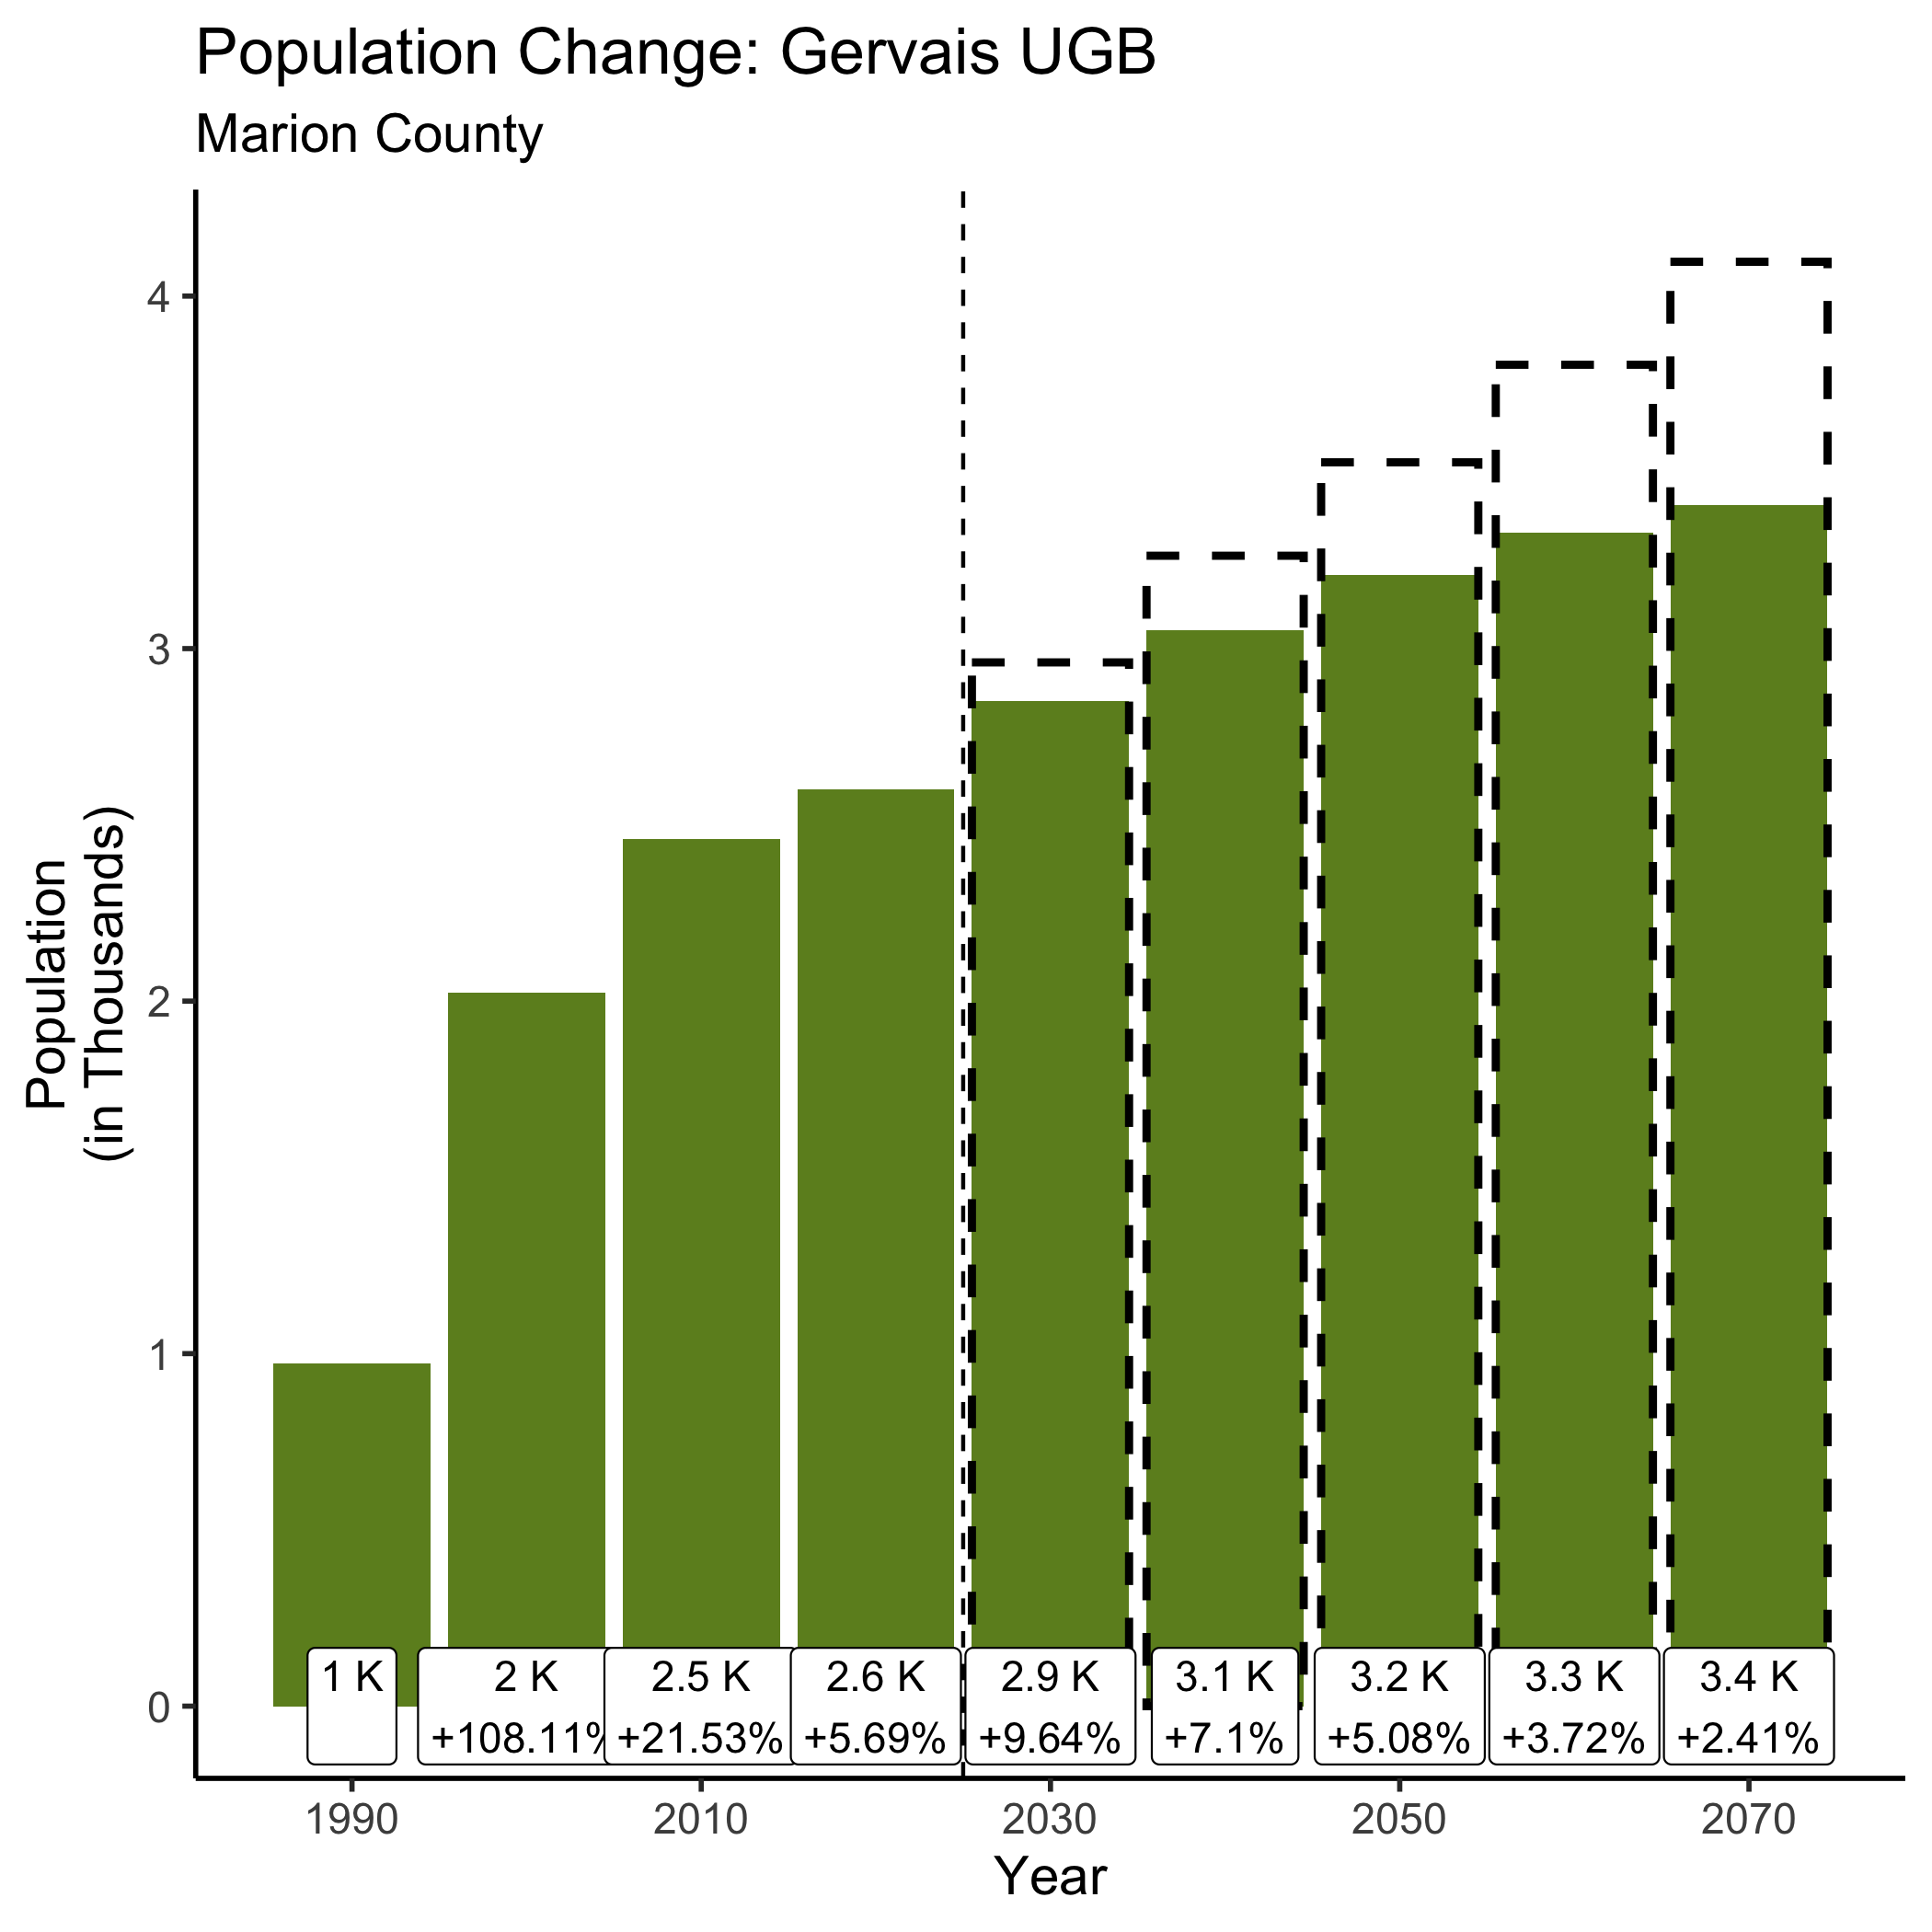 Population Change: Gervais UGB
Marion County
Population
(in Thousands)
4
3
2
1
0
1 K
2 K
+108.11%
2.5 K
+21.53%
2.6 K
+5.69%
2.9 K
+9.64%
3.1 K
+7.1%
3.2 K
+5.08%
3.3 K
+3.72%
3.4 K
+2.41%
1990
2010
2030
2050
2070
Year